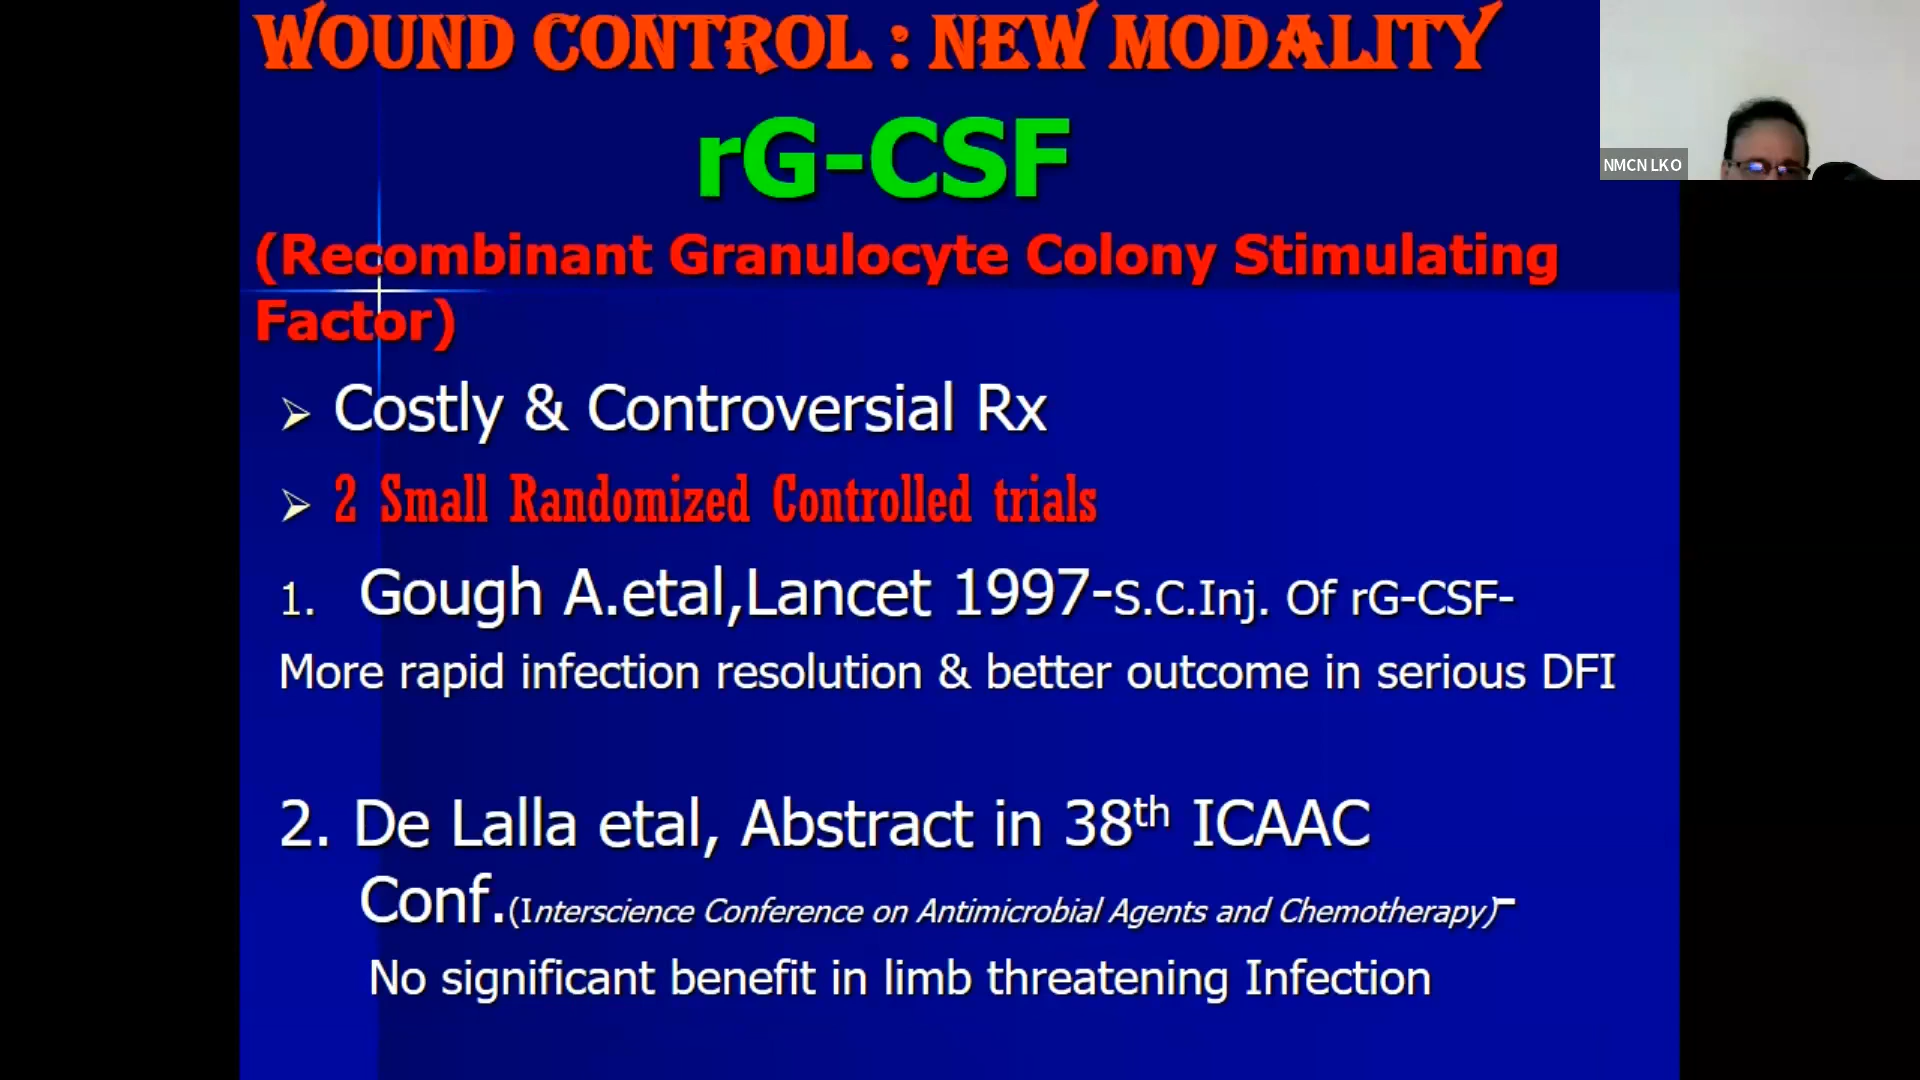 WOUND CONTROL : NEW MODALITY
rG-CSF
(Recombinant Granulocyte Colony Stimulating
Factor)
➢ Costly & Controversial Rx
➢ 2 Small Randomized Controlled trials
1. Gough A.etal,Lancet 1997-S.C.Inj. Of rG-CSF-
More rapid infection resolution & better outcome in serious DFI
2. De Lalla etal, Abstract in 38th ICAAC
Conf.(Interscience Conference on Antimicrobial Agents and Chemotherapy)-
No significant benefit in limb threatening Infection
NMCN LKO